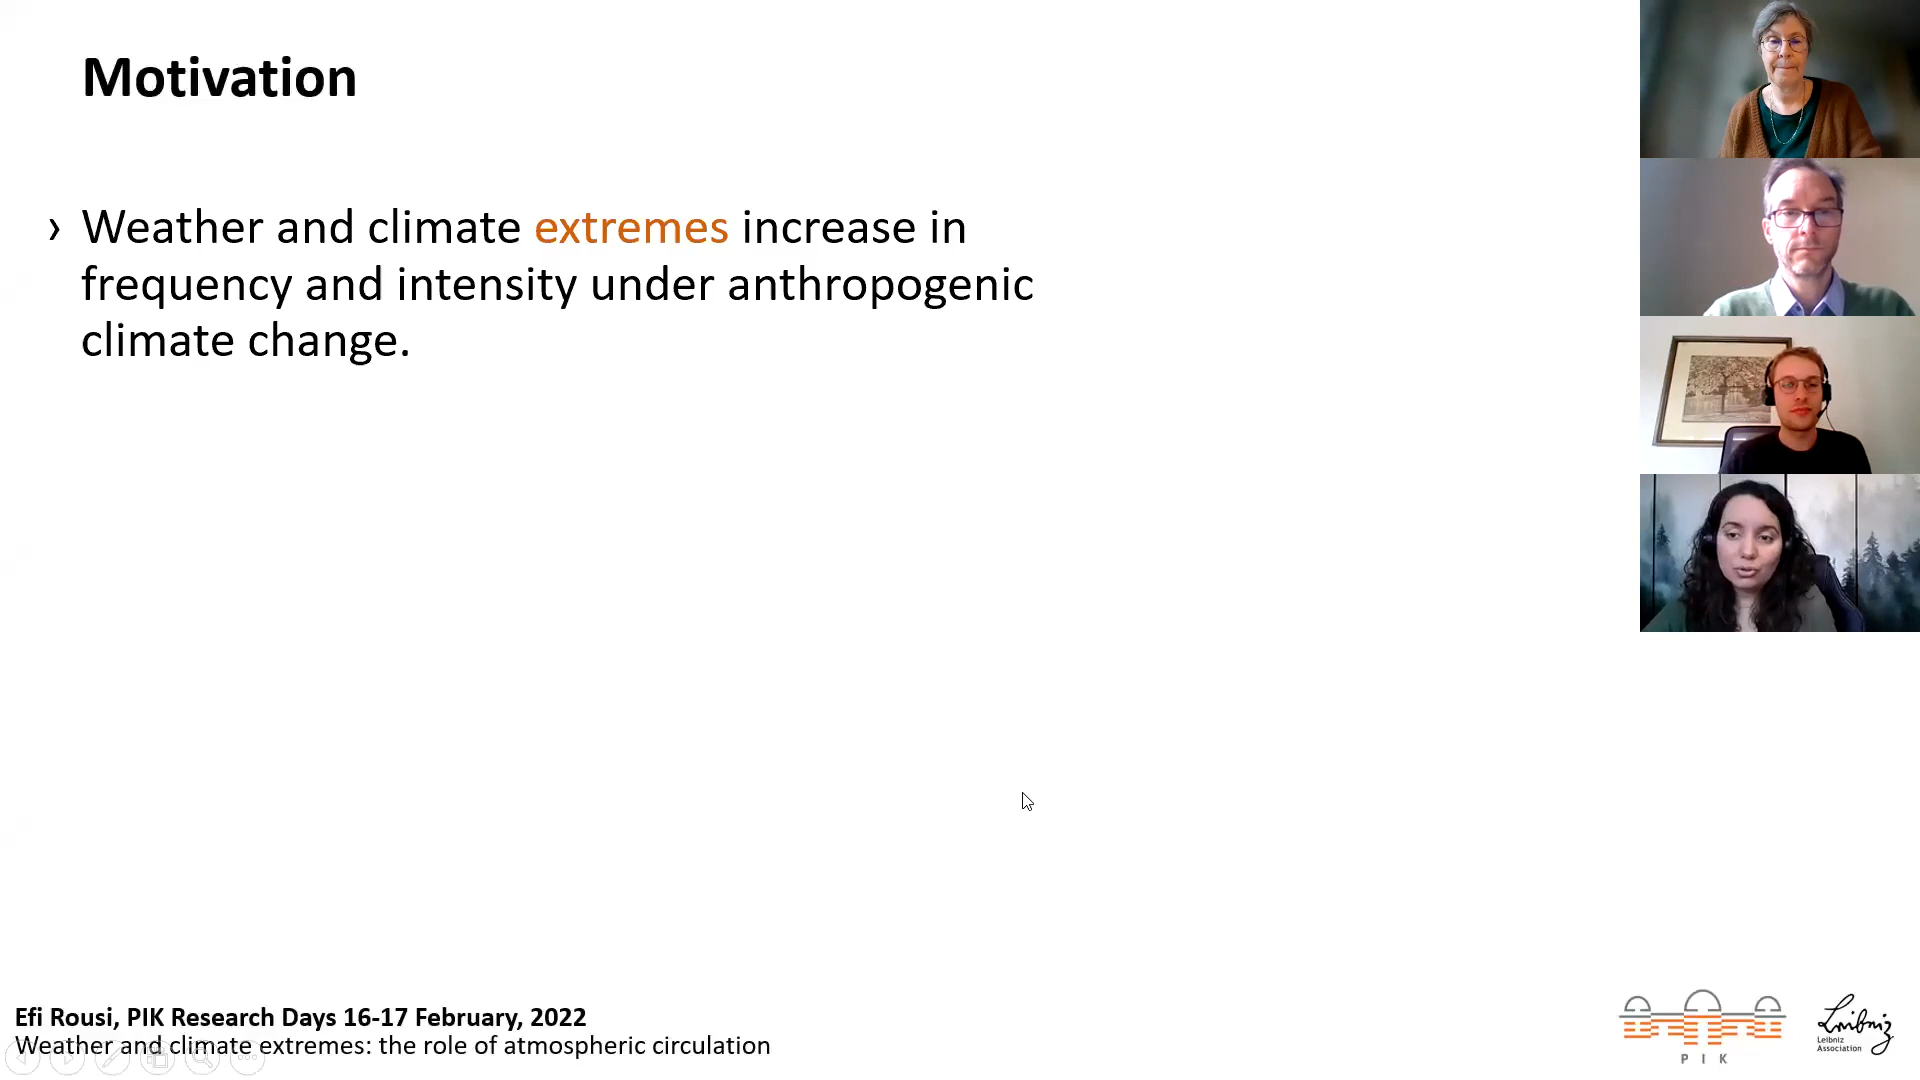 Motivation
› Weather and climate extremes increase in
frequency and intensity under anthropogenic
climate change.
Efi Rousi, PIK Research Days 16-17 February, 2022
Weather and climate extremes: the role of atmospheric circulation
P I K
Leibniz
Leibniz
Association